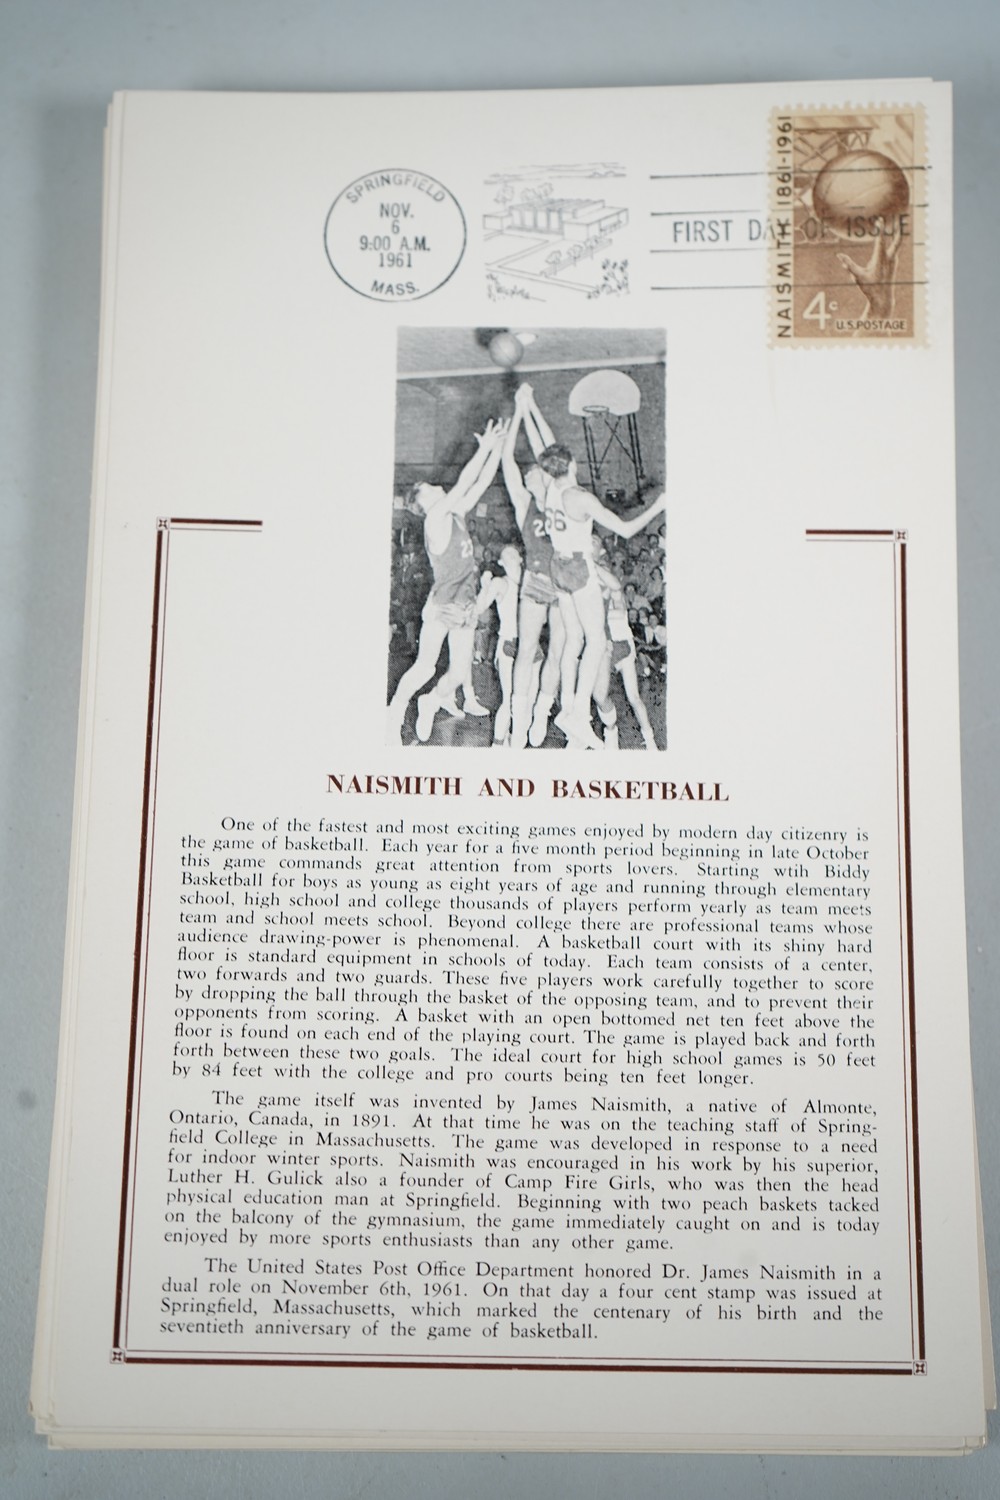 SPRINGFIELD
NOV.
6
9:00 A.M.
1961
MASS.
FIRST DAY OF ISSUE
NAISMITH 1861-1961
4c U.S.POSTAGE
23
2
66
NAISMITH AND BASKETBALL
One of the fastest and most exciting games enjoyed by modern day citizenry is
the game of basketball. Each year for a five month period beginning in late October
this game commands great attention from sports lovers. Starting wtih Biddy
Basketball for boys as young as eight years of age and running through elementary
school, high school and college thousands of players perform yearly as team meets
team and school meets school. Beyond college there are professional teams whose
audience drawing-power is phenomenal. A basketball court with its shiny hard
floor is standard equipment in schools of today. Each team consists of a center,
two forwards and two guards. These five players work carefully together to score
by dropping the ball through the basket of the opposing team, and to prevent their
opponents from scoring. A basket with an open bottomed net ten feet above the
floor is found on each end of the playing court. The game is played back and forth
forth between these two goals. The ideal court for high school games is 50 feet
by 84 feet with the college and pro courts being ten feet longer.
The game itself was invented by James Naismith, a native of Almonte,
Ontario, Canada, in 1891. At that time he was on the teaching staff of Spring-
field College in Massachusetts. The game was developed in response to a need
for indoor winter sports. Naismith was encouraged in his work by his superior,
Luther H. Gulick also a founder of Camp Fire Girls, who was then the head
physical education man at Springfield. Beginning with two peach baskets tacked
on the balcony of the gymnasium, the game immediately caught on and is today
enjoyed by more sports enthusiasts than any other game.
The United States Post Office Department honored Dr. James Naismith in a
dual role on November 6th, 1961. On that day a four cent stamp was issued at
Springfield, Massachusetts, which marked the centenary of his birth and the
seventieth anniversary of the game of basketball.